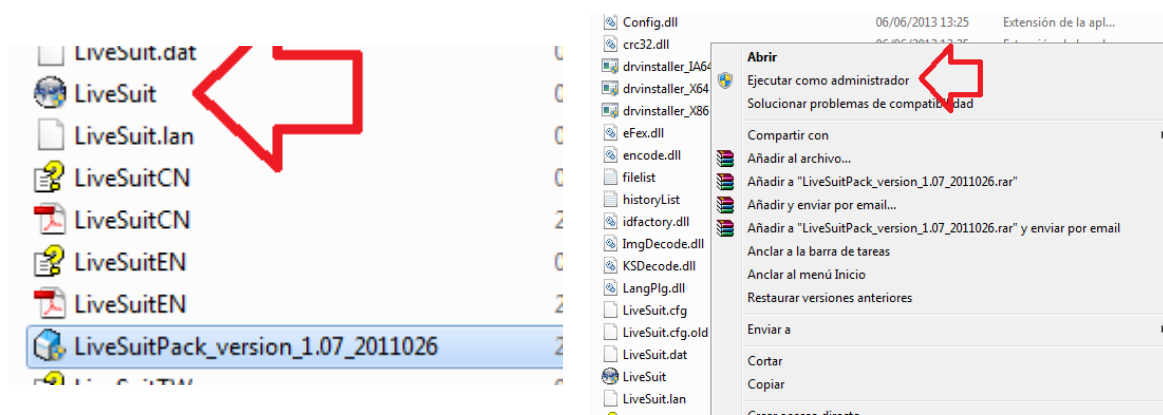 LiveSuit.dat
LiveSuit
LiveSuit.lan
LiveSuitCN
LiveSuitCN
LiveSuitEN
LiveSuitEN
LiveSuitPack_version_1.07_2011026
Config.dll 06/06/2013 13:25 Extensión de la apl...
crc32.dll
drvinstaller_IA64
drvinstaller_X64
drvinstaller_X86
eFex.dll
encode.dll
filelist
historyList
idfactory.dll
ImgDecode.dll
KSDecode.dll
LangPlg.dll
LiveSuit.cfg
LiveSuit.cfg.old
LiveSuit.dat
LiveSuit
LiveSuit.lan
Abrir
Ejecutar como administrador
Solucionar problemas de compatibilidad
Compartir con
Añadir al archivo...
Añadir a "LiveSuitPack_version_1.07_2011026.rar"
Añadir y enviar por email...
Añadir a "LiveSuitPack_version_1.07_2011026.rar" y enviar por email
Anclar a la barra de tareas
Anclar al menú Inicio
Restaurar versiones anteriores
Enviar a
Cortar
Copiar